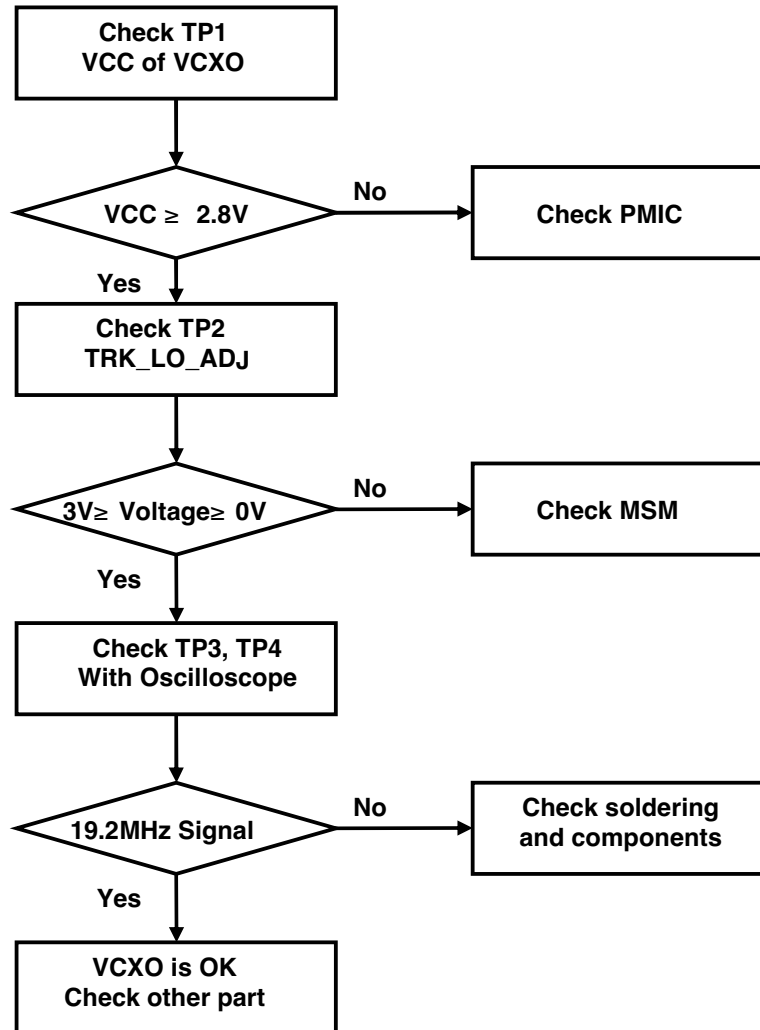 Check TP1
VCC of VCXO
VCC ≥ 2.8V
No
Check PMIC
Yes
Check TP2
TRK_LO_ADJ
3V≥ Voltage≥ 0V
No
Check MSM
Yes
Check TP3, TP4
With Oscilloscope
19.2MHz Signal
No
Check soldering
and components
Yes
VCXO is OK
Check other part